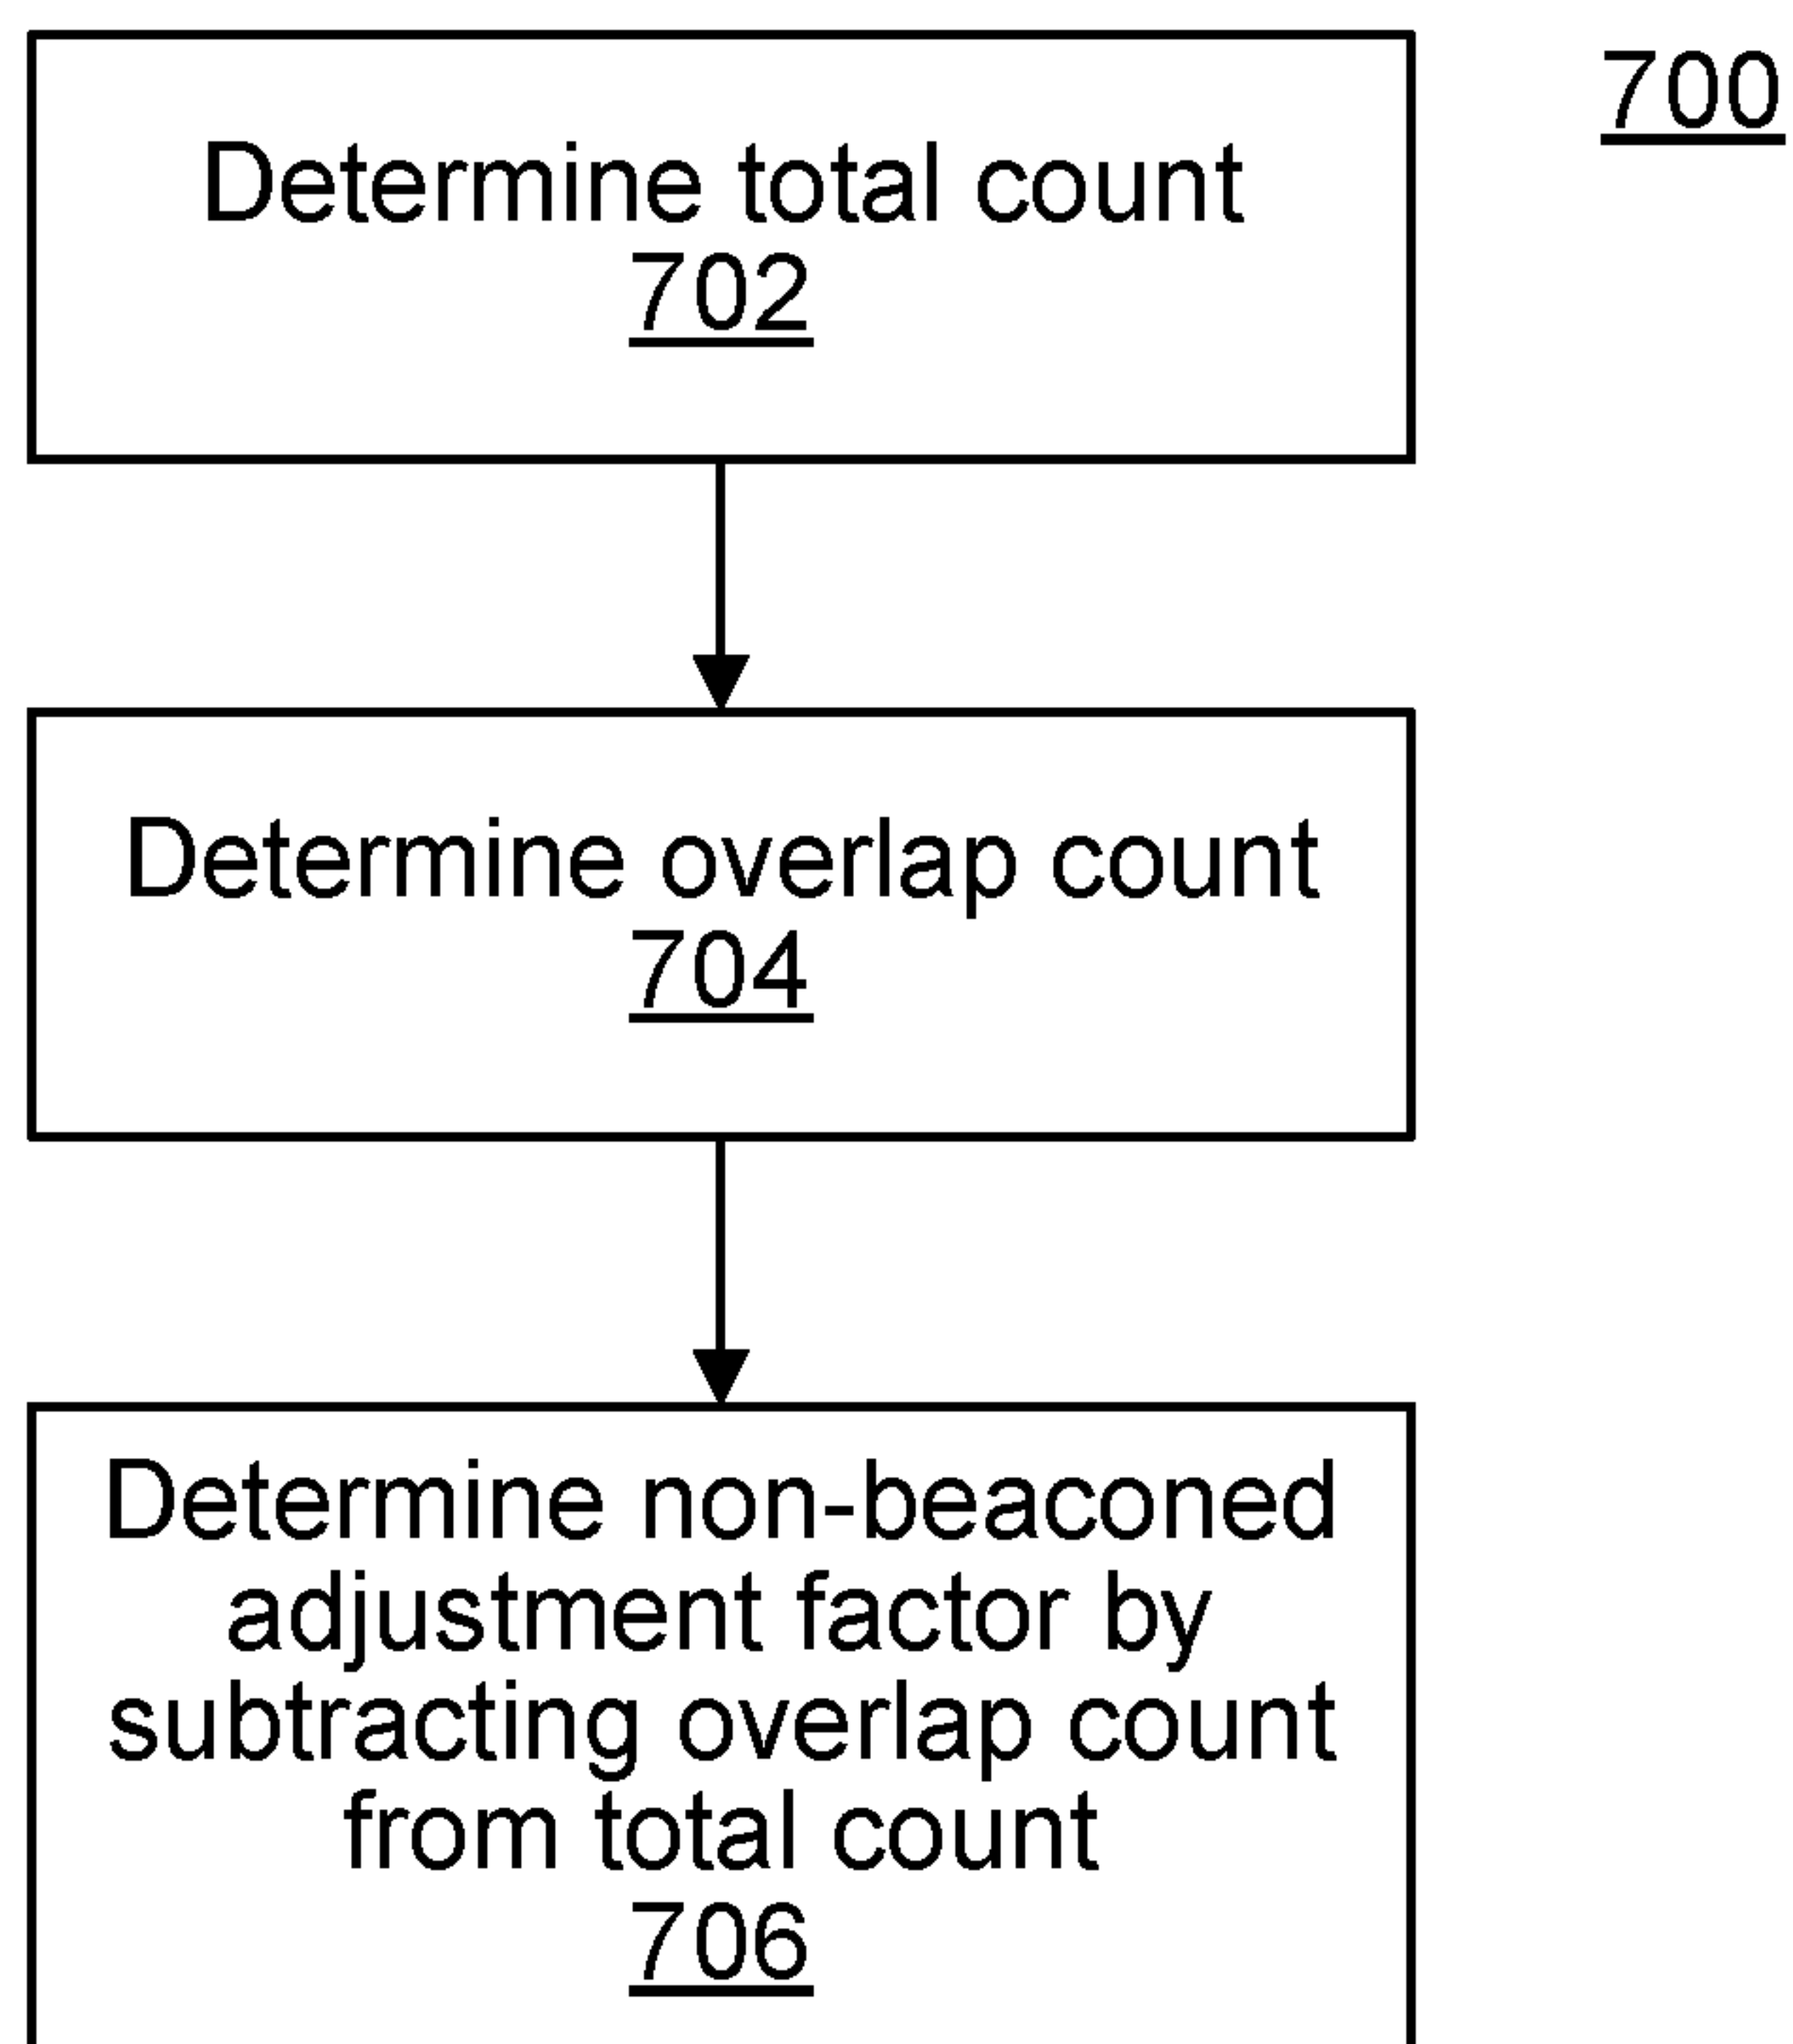 700
Determine total count
702
Determine overlap count
704
Determine non-beaconed
adjustment factor by
subtracting overlap count
from total count
706